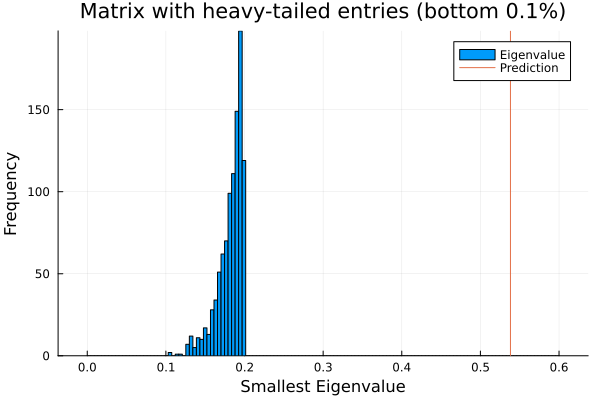 Matrix with heavy-tailed entries (bottom 0.1%)
Eigenvalue
Prediction
Frequency
150
100
50
0
0.0 0.1 0.2 0.3 0.4 0.5 0.6
Smallest Eigenvalue